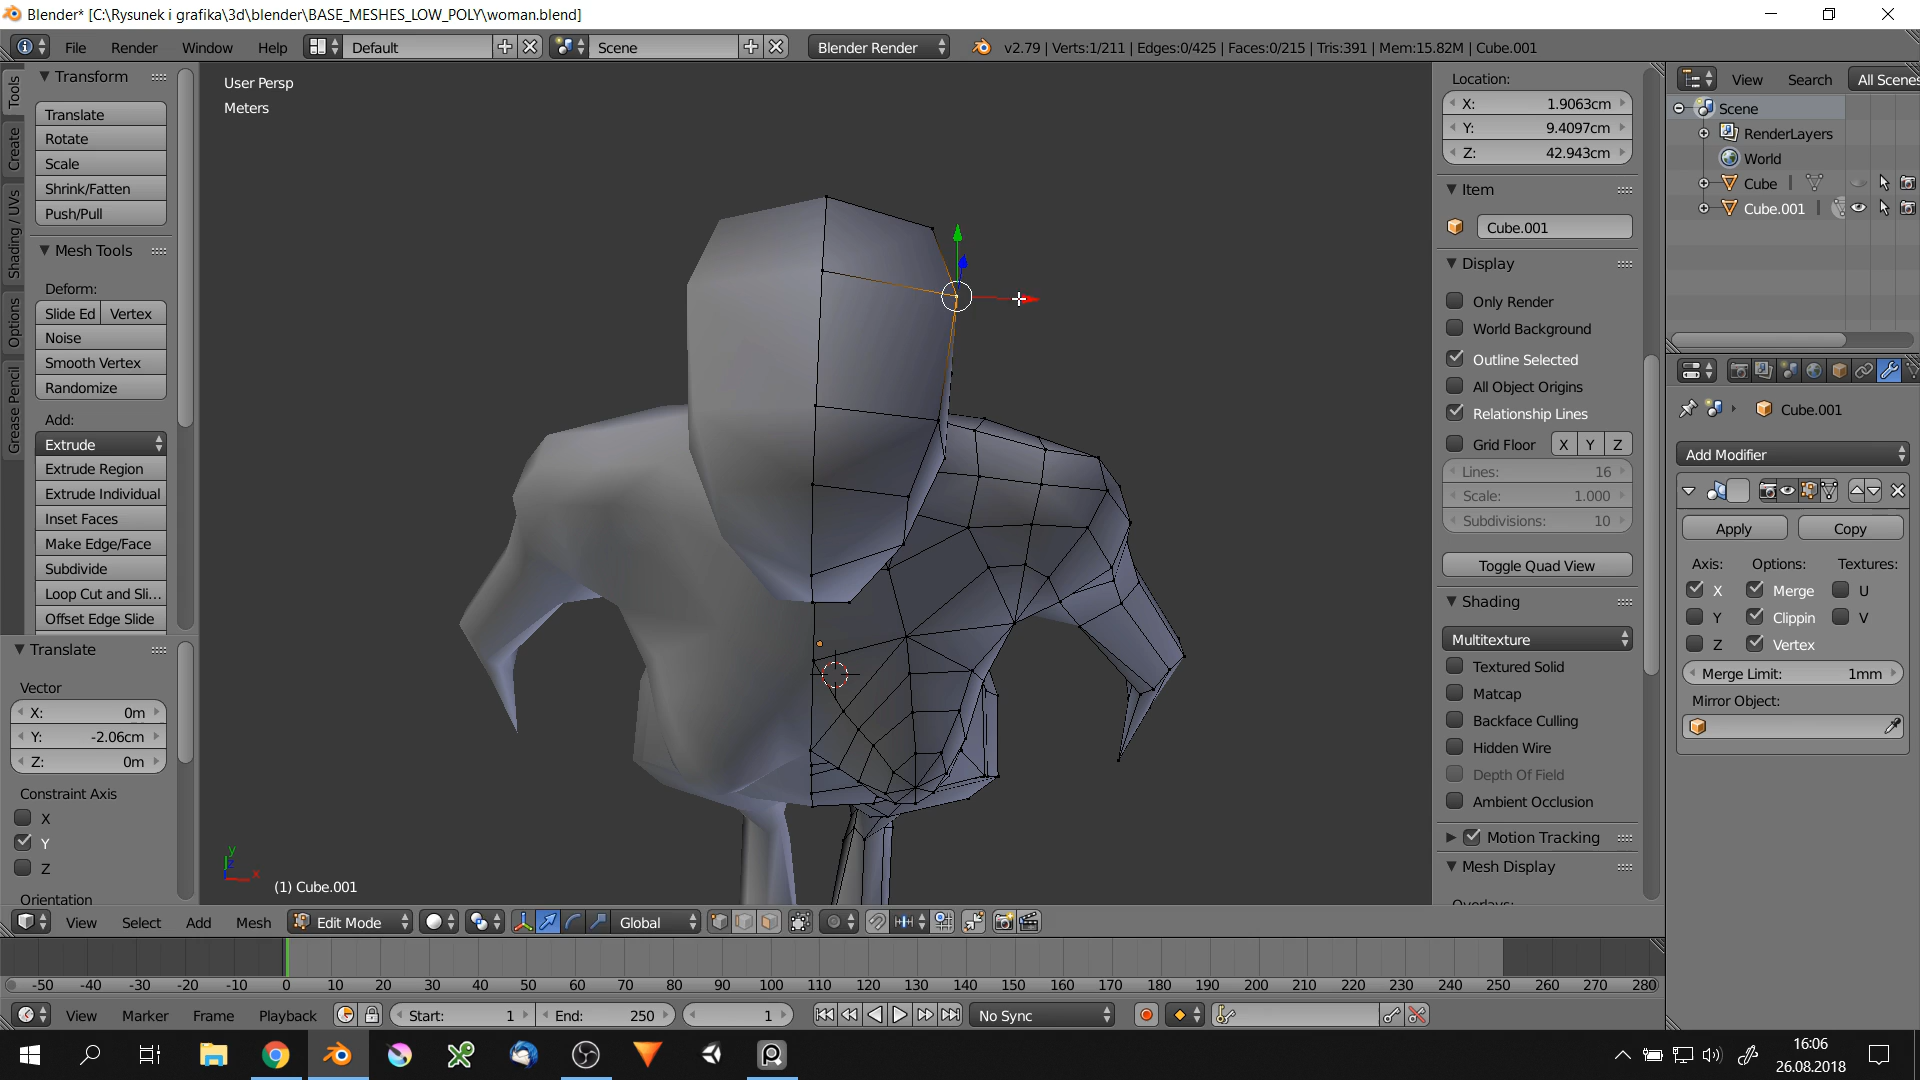 Blender* [C:\Rysunek i grafika\3d\blender\BASE_MESHES_LOW_POLY\woman.blend]
File Render Window Help Default Scene Blender Render v2.79 | Verts:1/211 | Edges:0/425 | Faces:0/215 | Tris:391 | Mem:15.82M | Cube.001
Tools
Create
Shading / UVs
Options
Grease Pencil
Transform
Translate
Rotate
Scale
Shrink/Fatten
Push/Pull
Mesh Tools
Deform:
Slide Ed Vertex
Noise
Smooth Vertex
Randomize
Add:
Extrude
Extrude Region
Extrude Individual
Inset Faces
Make Edge/Face
Subdivide
Loop Cut and Sli...
Offset Edge Slide
Translate
Vector
X: 0m
Y: -2.06cm
Z: 0m
Constraint Axis
X
Y
Z
Orientation
User Persp
Meters
y
z
x
(1) Cube.001
Location:
X: 1.9063cm
Y: 9.4097cm
Z: 42.943cm
Item
Cube.001
Display
Only Render
World Background
Outline Selected
All Object Origins
Relationship Lines
Grid Floor X Y Z
Lines: 16
Scale: 1.000
Subdivisions: 10
Toggle Quad View
Shading
Multitexture
Textured Solid
Matcap
Backface Culling
Hidden Wire
Depth Of Field
Ambient Occlusion
Motion Tracking
Mesh Display
Overlays:
View Search All Scenes
Scene
RenderLayers
World
Cube
Cube.001
Cube.001
Add Modifier
Apply Copy
Axis: Options: Textures:
X Merge U
Y Clippin V
Z Vertex
Merge Limit: 1mm
Mirror Object:
View Select Add Mesh Edit Mode Global
-50 -40 -30 -20 -10 0 10 20 30 40 50 60 70 80 90 100 110 120 130 140 150 160 170 180 190 200 210 220 230 240 250 260 270 280
View Marker Frame Playback Start: 1 End: 250 1 No Sync
16:06
26.08.2018